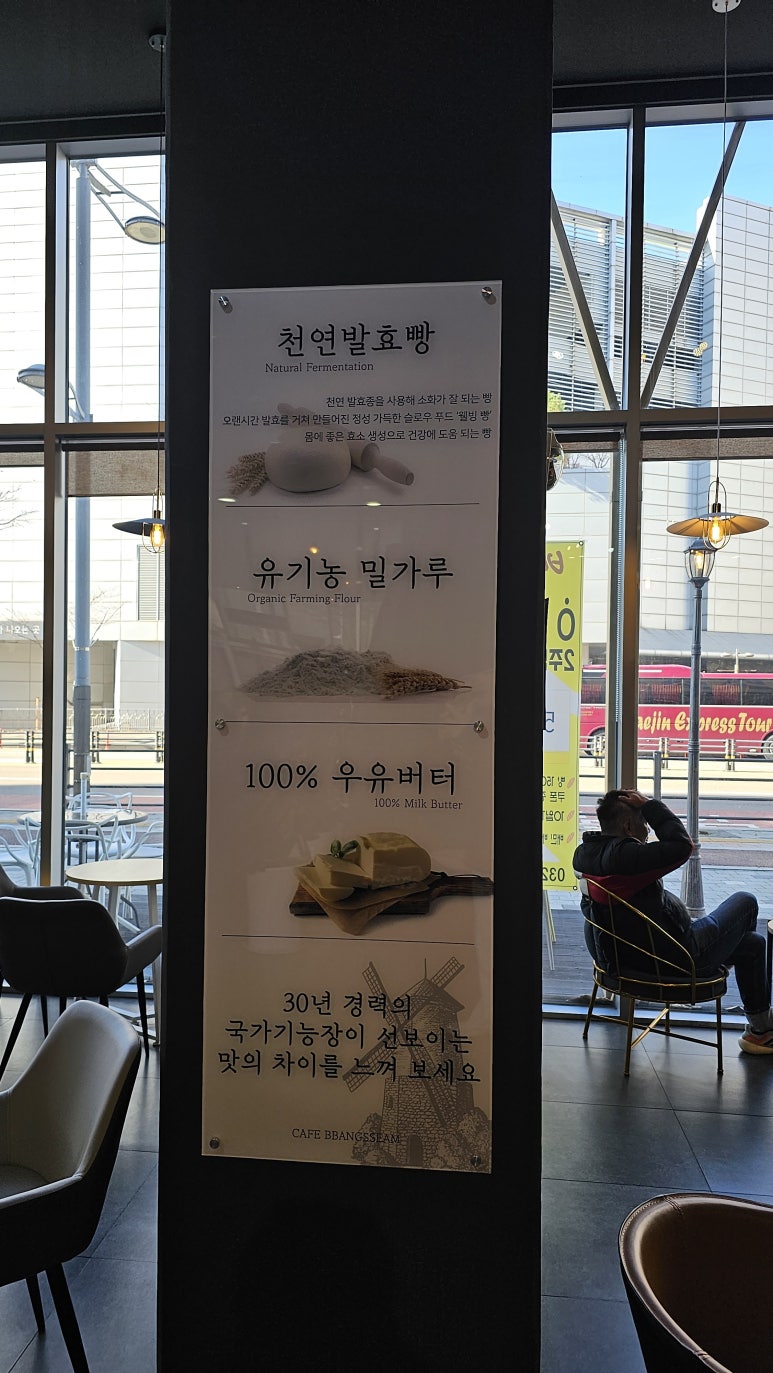 천연발효빵
Natural Fermentation
천연 발효종을 사용해 소화가 잘 되는 빵
오랜시간 발효를 거쳐 만들어진 정성 가득한 슬로우 푸드 '웰빙 빵'
몸에 좋은 효소 생성으로 건강에 도움 되는 빵
유기농 밀가루
Organic Farming Flour
100% 우유버터
100% Milk Butter
30년 경력의
국가기능장이 선보이는
맛의 차이를 느껴 보세요
CAFE BBANGSSEAM
Express Tour
2주
032